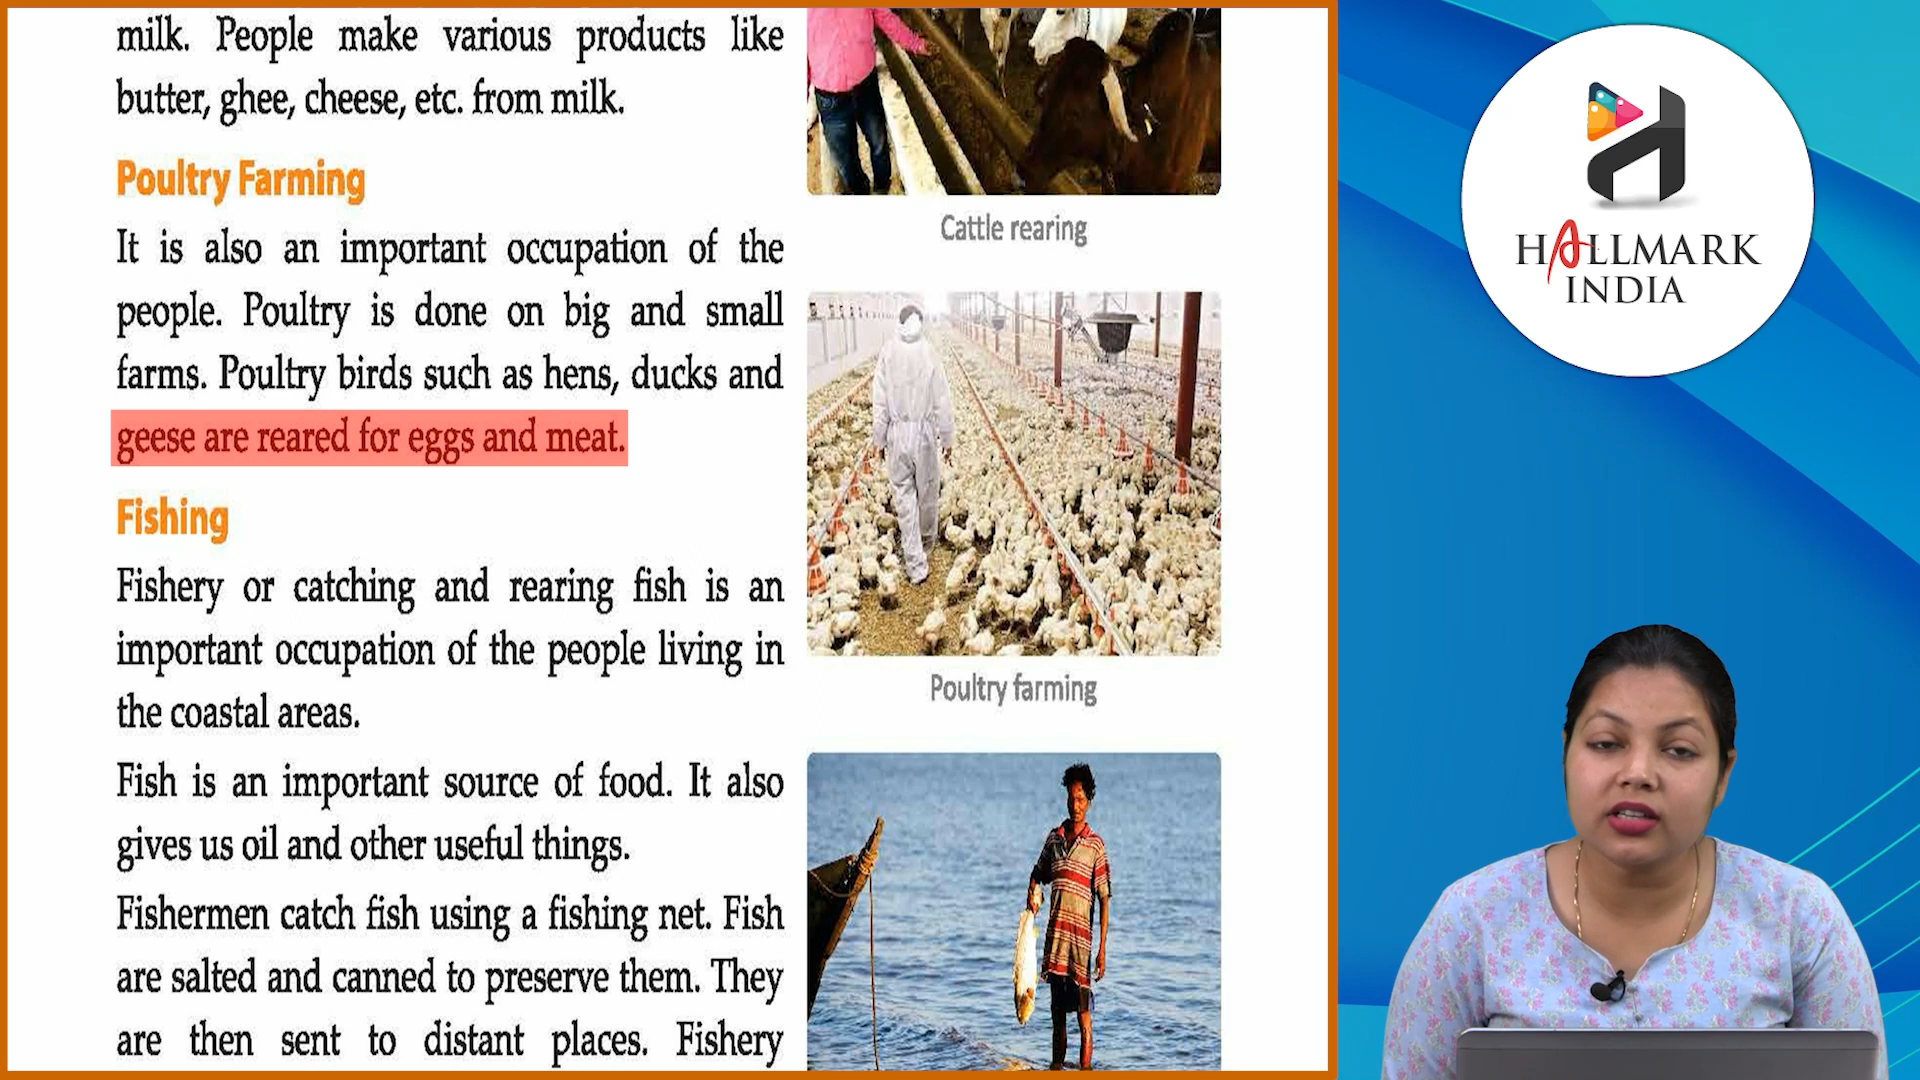 milk. People make various products like
butter, ghee, cheese, etc. from milk.
Poultry Farming
It is also an important occupation of the
people. Poultry is done on big and small
farms. Poultry birds such as hens, ducks and
geese are reared for eggs and meat.
Fishing
Fishery or catching and rearing fish is an
important occupation of the people living in
the coastal areas.
Fish is an important source of food. It also
gives us oil and other useful things.
Fishermen catch fish using a fishing net. Fish
are salted and canned to preserve them. They
are then sent to distant places. Fishery
Cattle rearing
Poultry farming
HALLMARK
INDIA